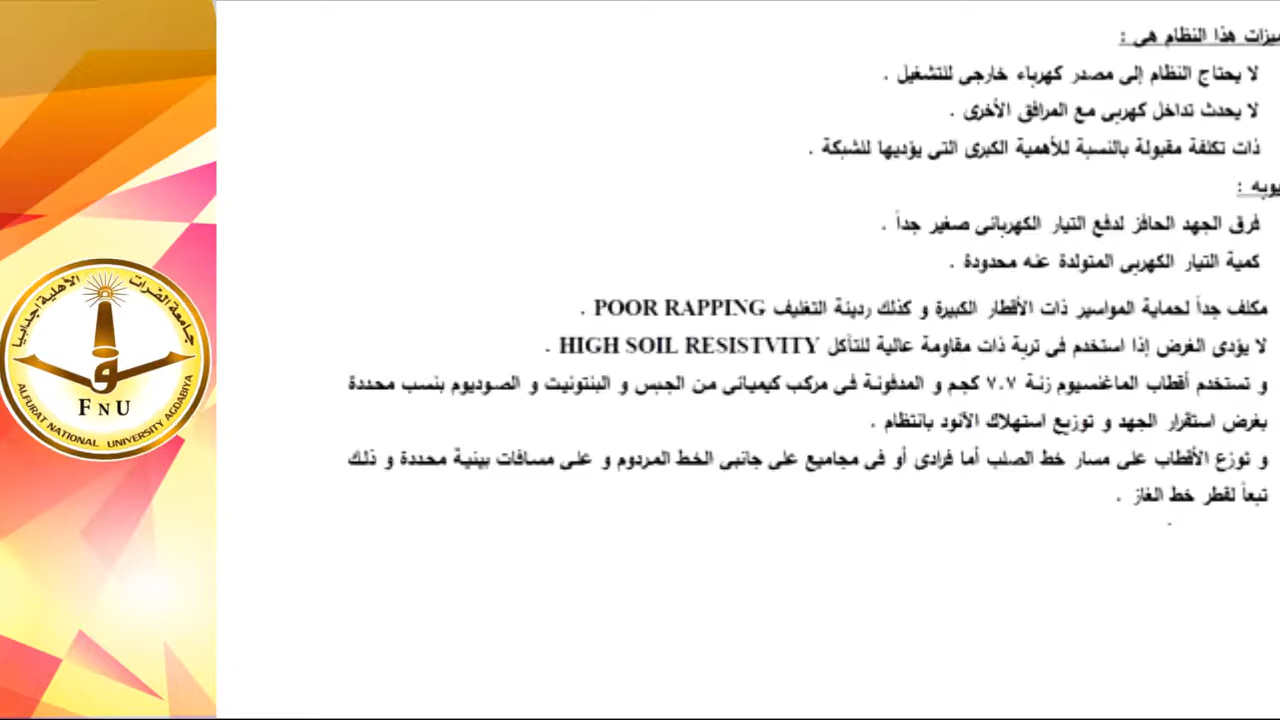 ميزات هذا النظام هى :
لا يحتاج النظام إلى مصدر كهرباء خارجى للتشغيل .
لا يحدث تداخل كهربى مع المرافق الأخرى .
ذات تكلفة مقبولة بالنسبة للأهمية الكبرى التى يؤديها للشبكة .
يوبه :
فرق الجهد الحافز لدفع التيار الكهربائى صغير جداً .
كمية التيار الكهربى المتولدة عنه محدودة .
مكلف جداً لحماية المواسير ذات الأقطار الكبيرة و كذلك رديئة التغليف POOR RAPPING .
لا يؤدى الغرض إذا استخدم فى تربة ذات مقاومة عالية للتأكل HIGH SOIL RESISTVITY .
و تستخدم أقطاب الماغنسيوم زنة ٧.٧ كجم و المدفونة فى مركب كيميائى من الجبس و البنتونيت و الصوديوم بنسب محددة
بغرض استقرار الجهد و توزيع استهلاك الآنود بانتظام .
و توزع الأقطاب على مسار خط الصلب أما فرادى أو فى مجاميع على جانبى الخط المردوم و على مسافات بينية محددة و ذلك
تبعاً لقطر خط الغاز .
جامعة الفرات الأهلية اجدابيا
FNU
ALFURAT NATIONAL UNIVERSITY AGDABIYA